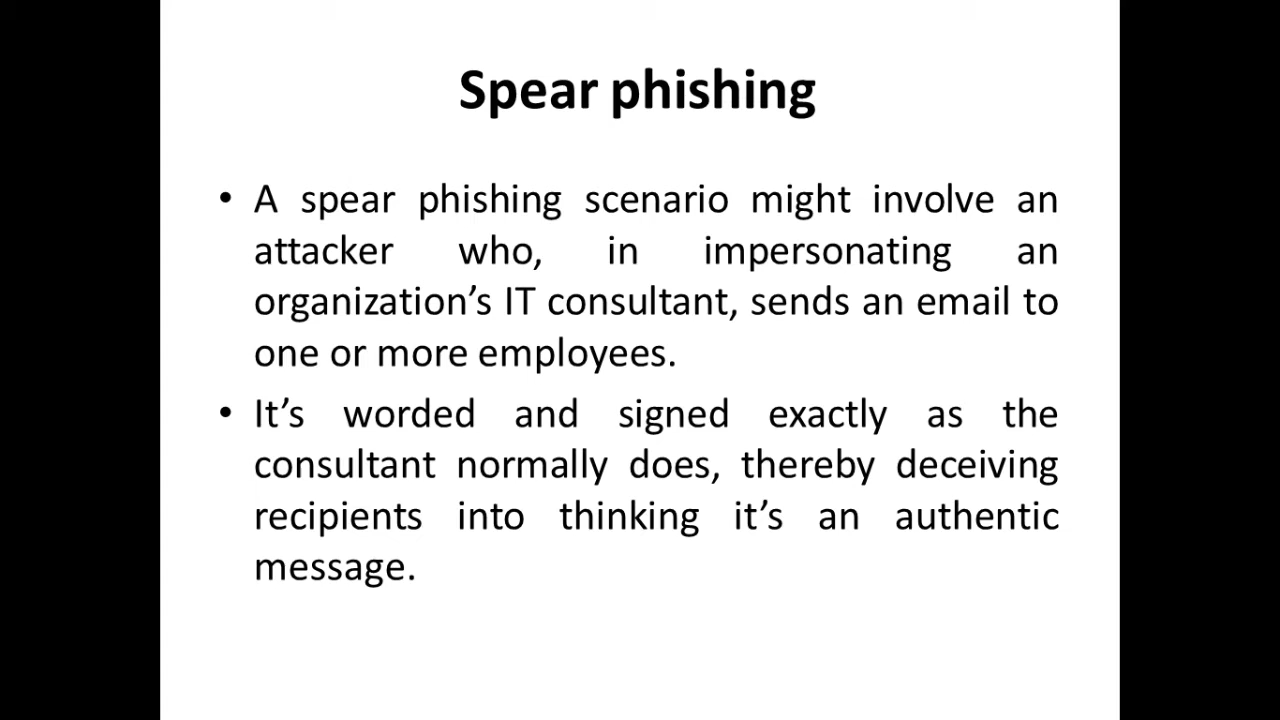 Spear phishing
• A spear phishing scenario might involve an
attacker who, in impersonating an
organization’s IT consultant, sends an email to
one or more employees.
• It’s worded and signed exactly as the
consultant normally does, thereby deceiving
recipients into thinking it’s an authentic
message.